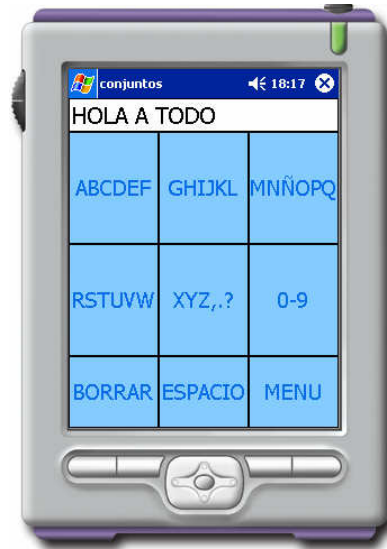 conjuntos 18:17
HOLA A TODO
ABCDEF GHIJKL MNÑOPQ
RSTUVW XYZ,.? 0-9
BORRAR ESPACIO MENU